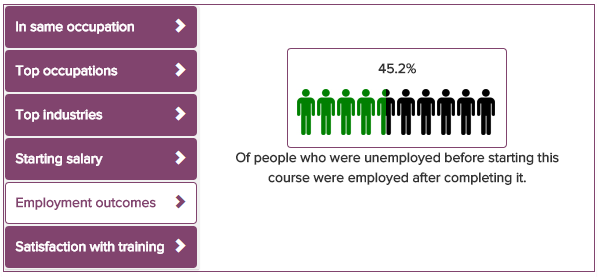 In same occupation
Top occupations
Top industries
Starting salary
Employment outcomes
Satisfaction with training
45.2%
Of people who were unemployed before starting this
course were employed after completing it.